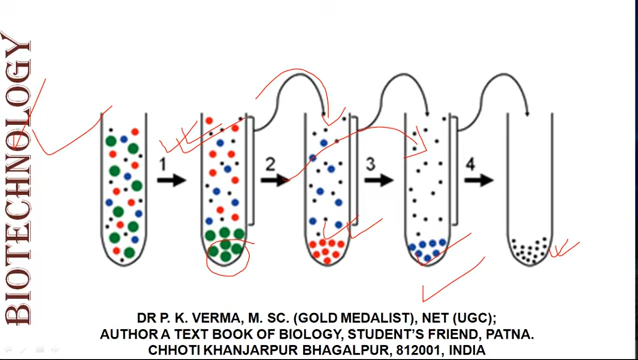 BIOTECHNOLOGY
1 2 3 4
DR P. K. VERMA, M. SC. (GOLD MEDALIST), NET (UGC);
AUTHOR A TEXT BOOK OF BIOLOGY, STUDENT'S FRIEND, PATNA.
CHHOTI KHANJARPUR BHAGALPUR, 812001, INDIA